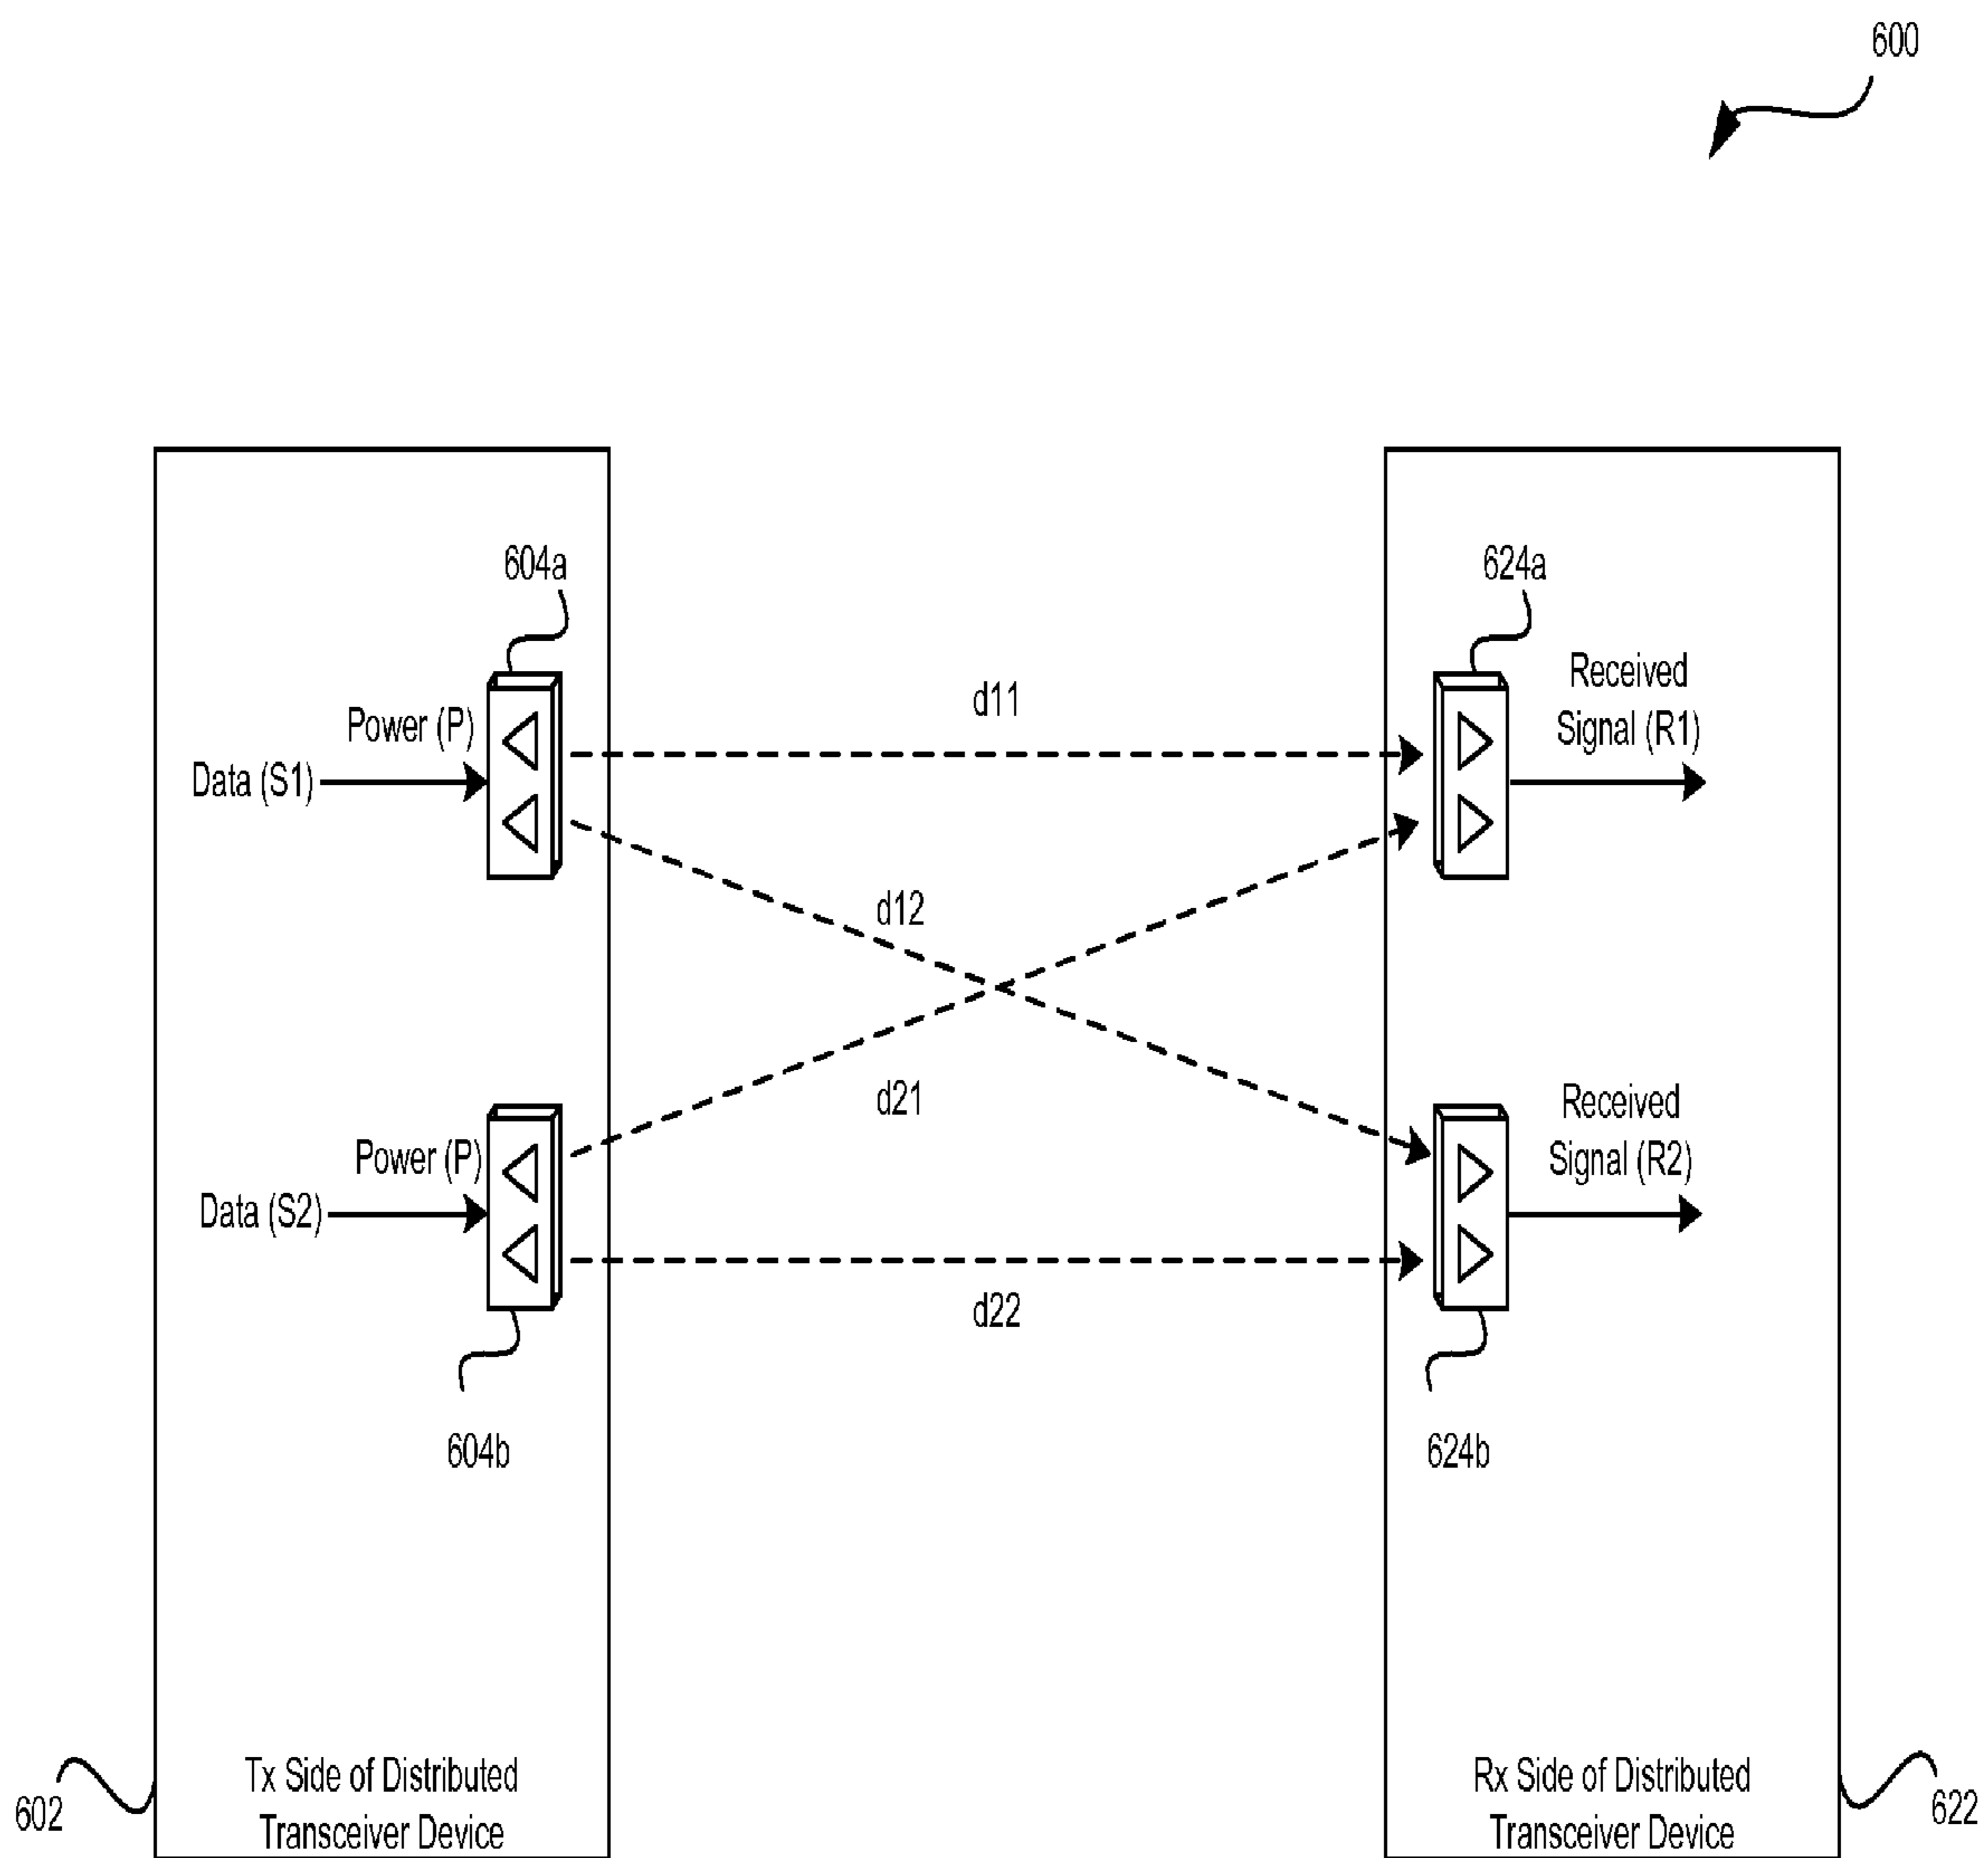 600
604a
624a
Power (P)
Data (S1)
d11
Received
Signal (R1)
d12
d21
Power (P)
Data (S2)
Received
Signal (R2)
d22
604b
624b
Tx Side of Distributed
Transceiver Device
602
Rx Side of Distributed
Transceiver Device
622